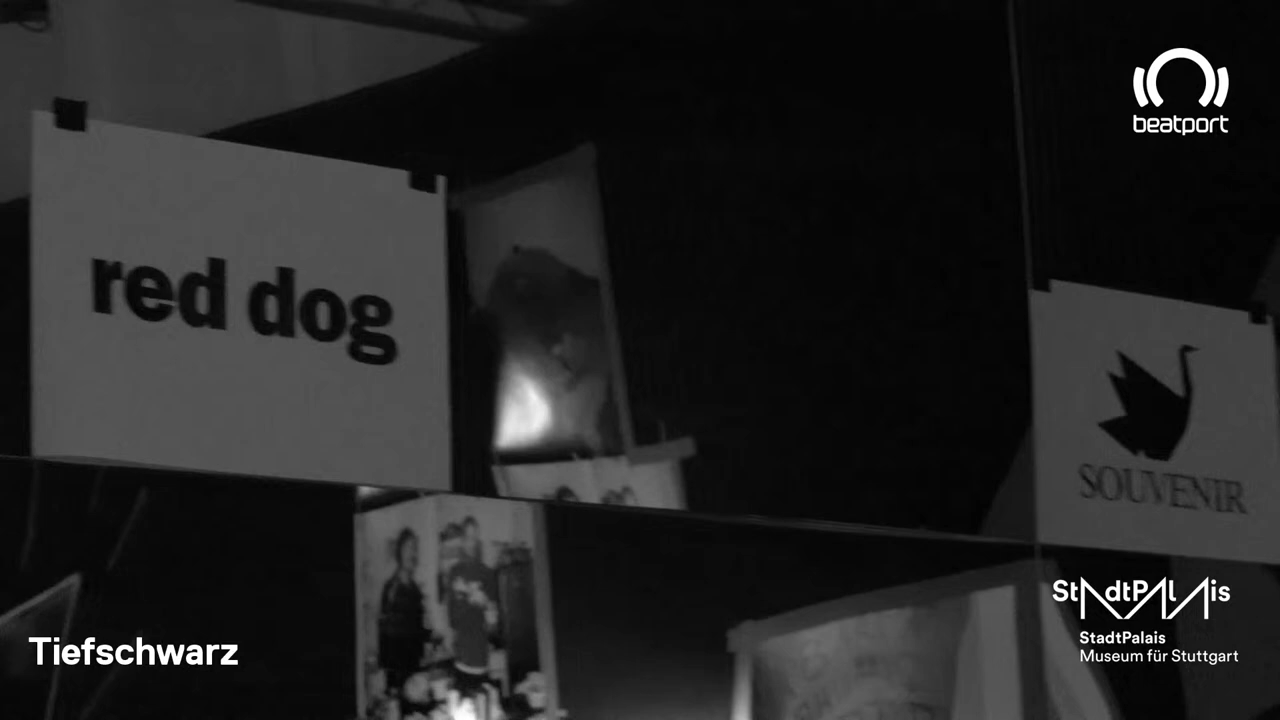 beatport
red dog
SOUVENIR
StadtPalais
StadtPalais
Museum für Stuttgart
Tiefschwarz